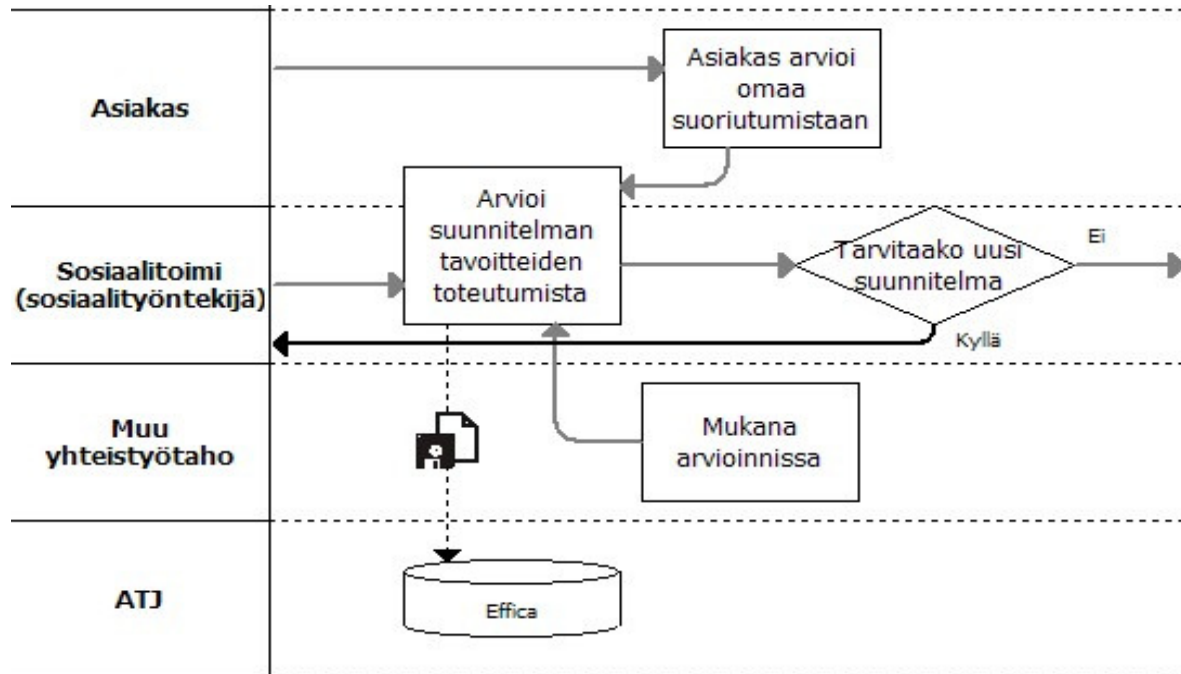 Asiakas
Asiakas arvioi
omaa
suoriutumistaan
Sosiaalitoimi
(sosiaalityöntekijä)
Arvioi
suunnitelman
tavoitteiden
toteutumista
Tarvitaako uusi
suunnitelma
Ei
Kyllä
Muu
yhteistyötaho
Mukana
arvioinnissa
ATJ
Effica